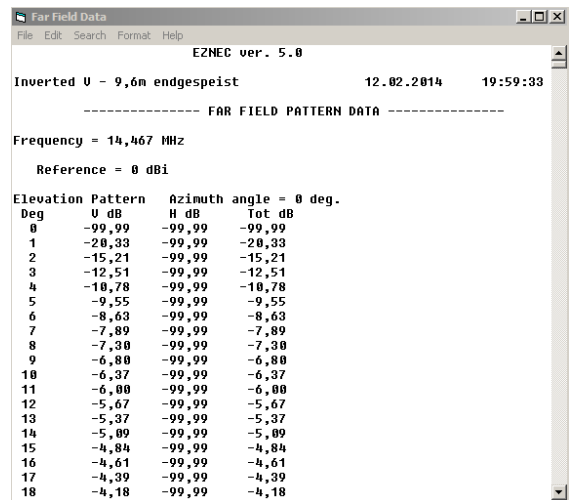 Far Field Data
File Edit Search Format Help
EZNEC ver. 5.0
Inverted V - 9,6m endgespeist 12.02.2014 19:59:33
--------------- FAR FIELD PATTERN DATA ---------------
Frequency = 14,467 MHz
Reference = 0 dBi
Elevation Pattern Azimuth angle = 0 deg.
Deg V dB H dB Tot dB
0 -99,99 -99,99 -99,99
1 -20,33 -99,99 -20,33
2 -15,21 -99,99 -15,21
3 -12,51 -99,99 -12,51
4 -10,78 -99,99 -10,78
5 -9,55 -99,99 -9,55
6 -8,63 -99,99 -8,63
7 -7,89 -99,99 -7,89
8 -7,30 -99,99 -7,30
9 -6,80 -99,99 -6,80
10 -6,37 -99,99 -6,37
11 -6,00 -99,99 -6,00
12 -5,67 -99,99 -5,67
13 -5,37 -99,99 -5,37
14 -5,09 -99,99 -5,09
15 -4,84 -99,99 -4,84
16 -4,61 -99,99 -4,61
17 -4,39 -99,99 -4,39
18 -4,18 -99,99 -4,18